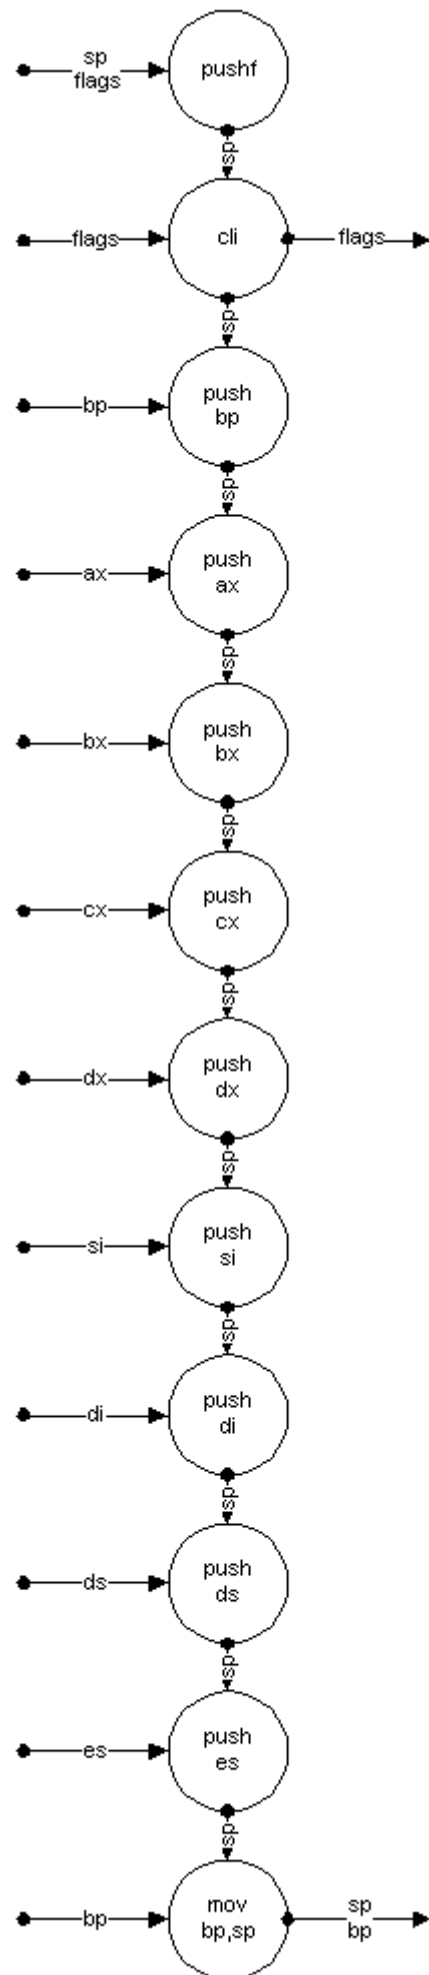 sp
flags
pushf
sp
flags
cli
flags
sp
bp
push
bp
sp
ax
push
ax
sp
bx
push
bx
sp
cx
push
cx
sp
dx
push
dx
sp
si
push
si
sp
di
push
di
sp
ds
push
ds
sp
es
push
es
sp
bp
mov
bp,sp
sp
bp